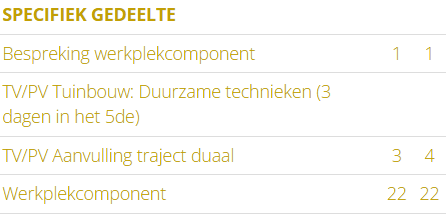 SPECIFIEK GEDEELTE
Bespreking werkplekcomponent 1 1
TV/PV Tuinbouw: Duurzame technieken (3
dagen in het 5de)
TV/PV Aanvulling traject duaal 3 4
Werkplekcomponent 22 22